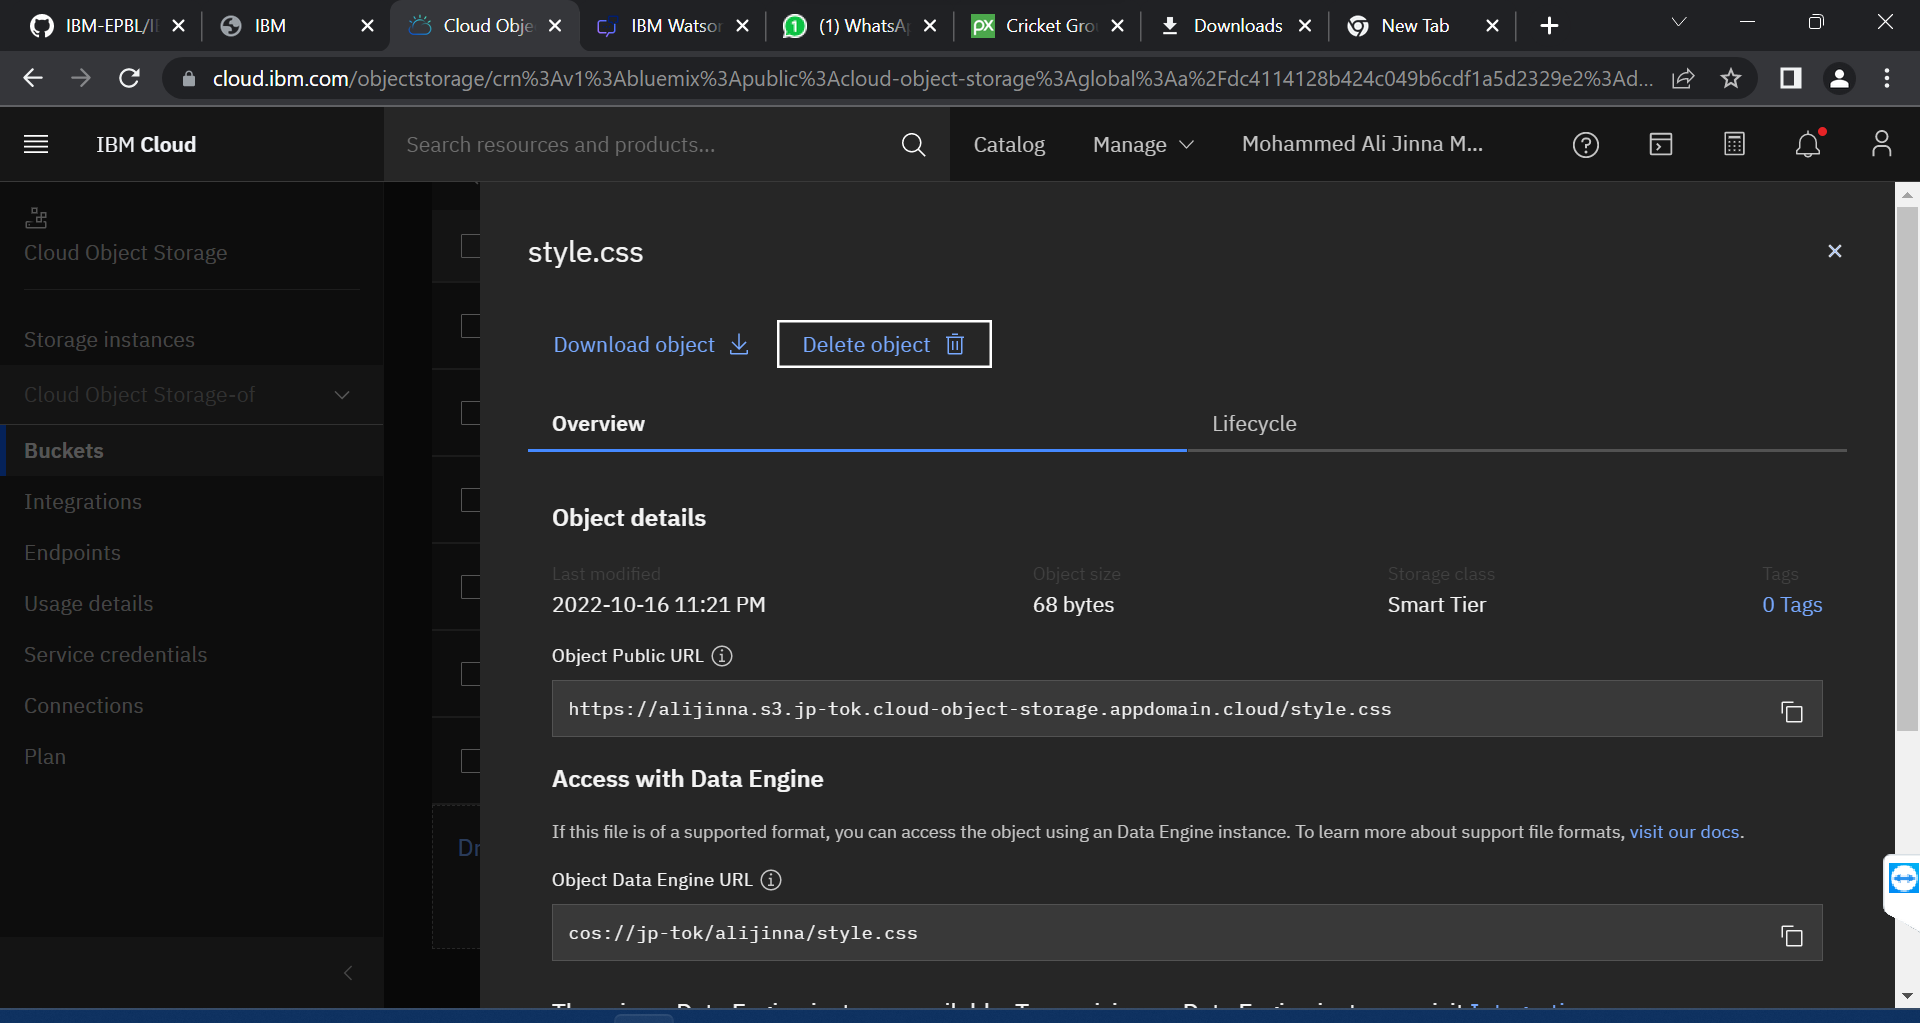 IBM-EPBL/I
IBM
Cloud Obje
IBM Watson
(1) WhatsA
Cricket Gro
Downloads
New Tab
cloud.ibm.com/objectstorage/crn%3Av1%3Abluemix%3Apublic%3Acloud-object-storage%3Aglobal%3Aa%2Fdc4114128b424c049b6cdf1a5d2329e2%3Ad...
IBM Cloud
Search resources and products...
Catalog
Manage
Mohammed Ali Jinna M...
Cloud Object Storage
Storage instances
Cloud Object Storage-of
Buckets
Integrations
Endpoints
Usage details
Service credentials
Connections
Plan
Dr
style.css
Download object
Delete object
Overview
Lifecycle
Object details
Last modified
Object size
Storage class
Tags
2022-10-16 11:21 PM
68 bytes
Smart Tier
0 Tags
Object Public URL
https://alijinna.s3.jp-tok.cloud-object-storage.appdomain.cloud/style.css
Access with Data Engine
If this file is of a supported format, you can access the object using an Data Engine instance. To learn more about support file formats, visit our docs.
Object Data Engine URL
cos://jp-tok/alijinna/style.css